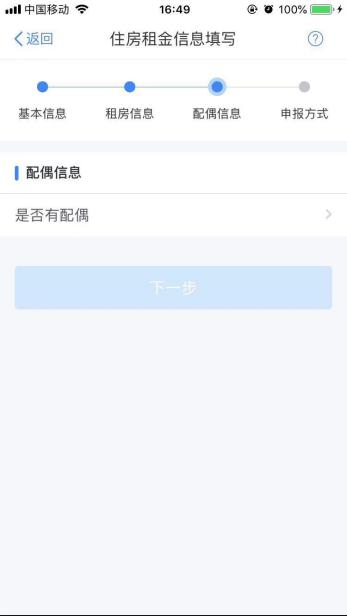 中国移动 16:49 100%
返回 住房租金信息填写 ?
基本信息 租房信息 配偶信息 申报方式
配偶信息
是否有配偶
下一步